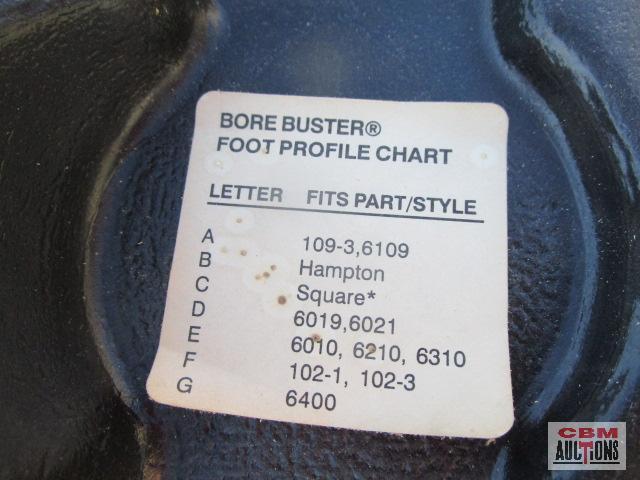 BORE BUSTER®
FOOT PROFILE CHART
LETTER FITS PART/STYLE
A 109-3,6109
B Hampton
C Square*
D 6019,6021
E 6010, 6210, 6310
F 102-1, 102-3
G 6400
CBM
AUCTIONS